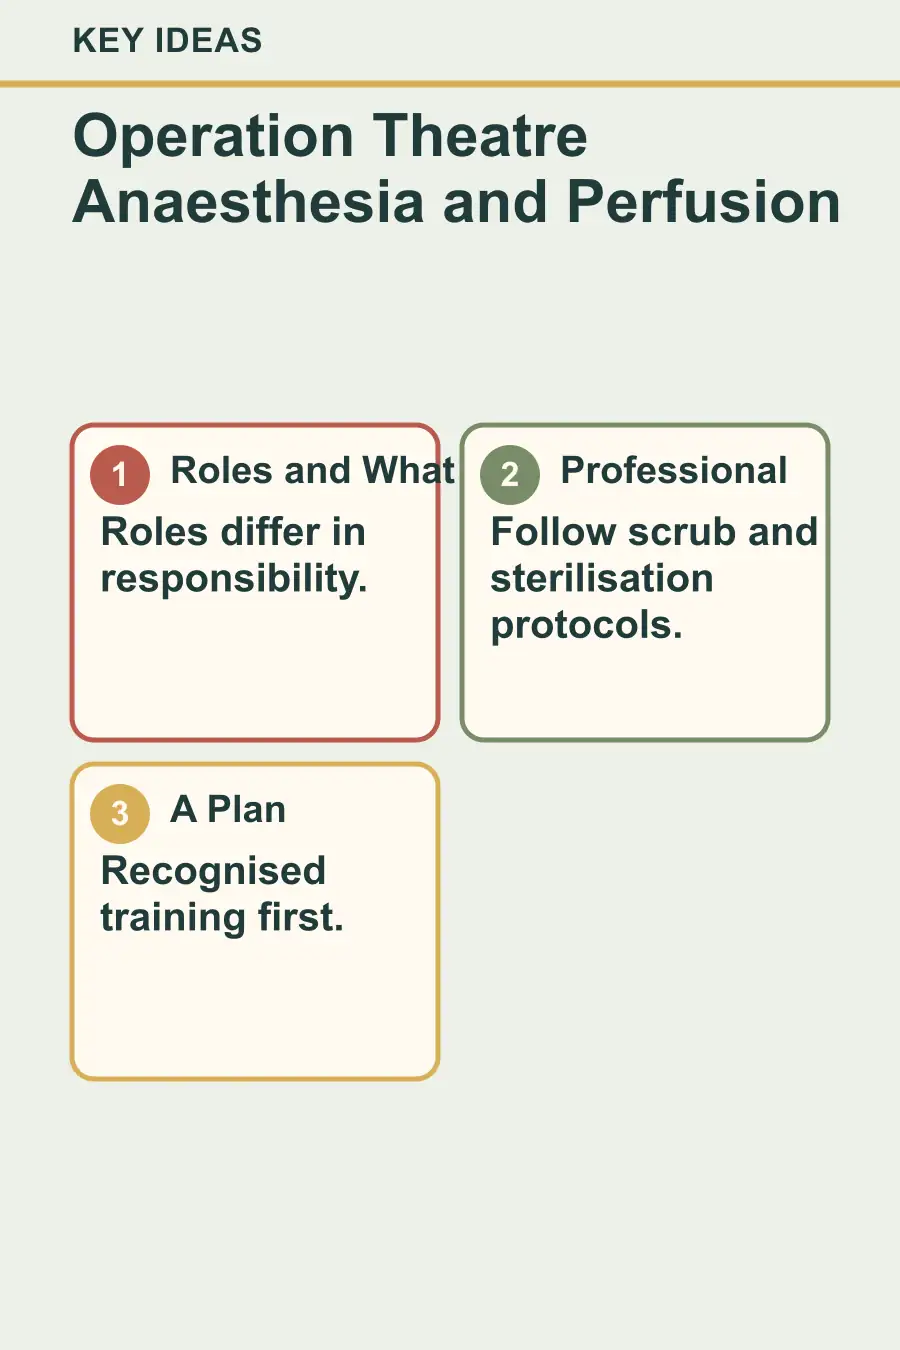 KEY IDEAS
Operation Theatre
Anaesthesia and Perfusion
1
Roles and What
Roles differ in
responsibility.
2
Professional
Follow scrub and
sterilisation
protocols.
3
A Plan
Recognised
training first.